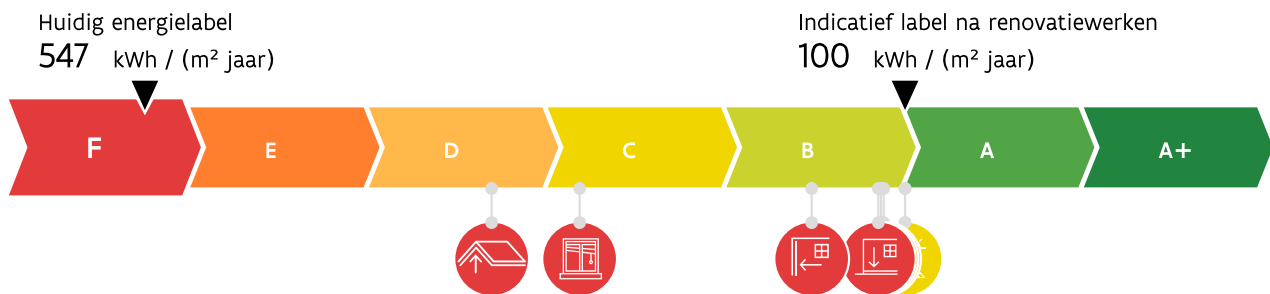 Huidig energielabel
547 kWh / (m² jaar)
Indicatief label na renovatiewerken
100 kWh / (m² jaar)
F E D C B A A+